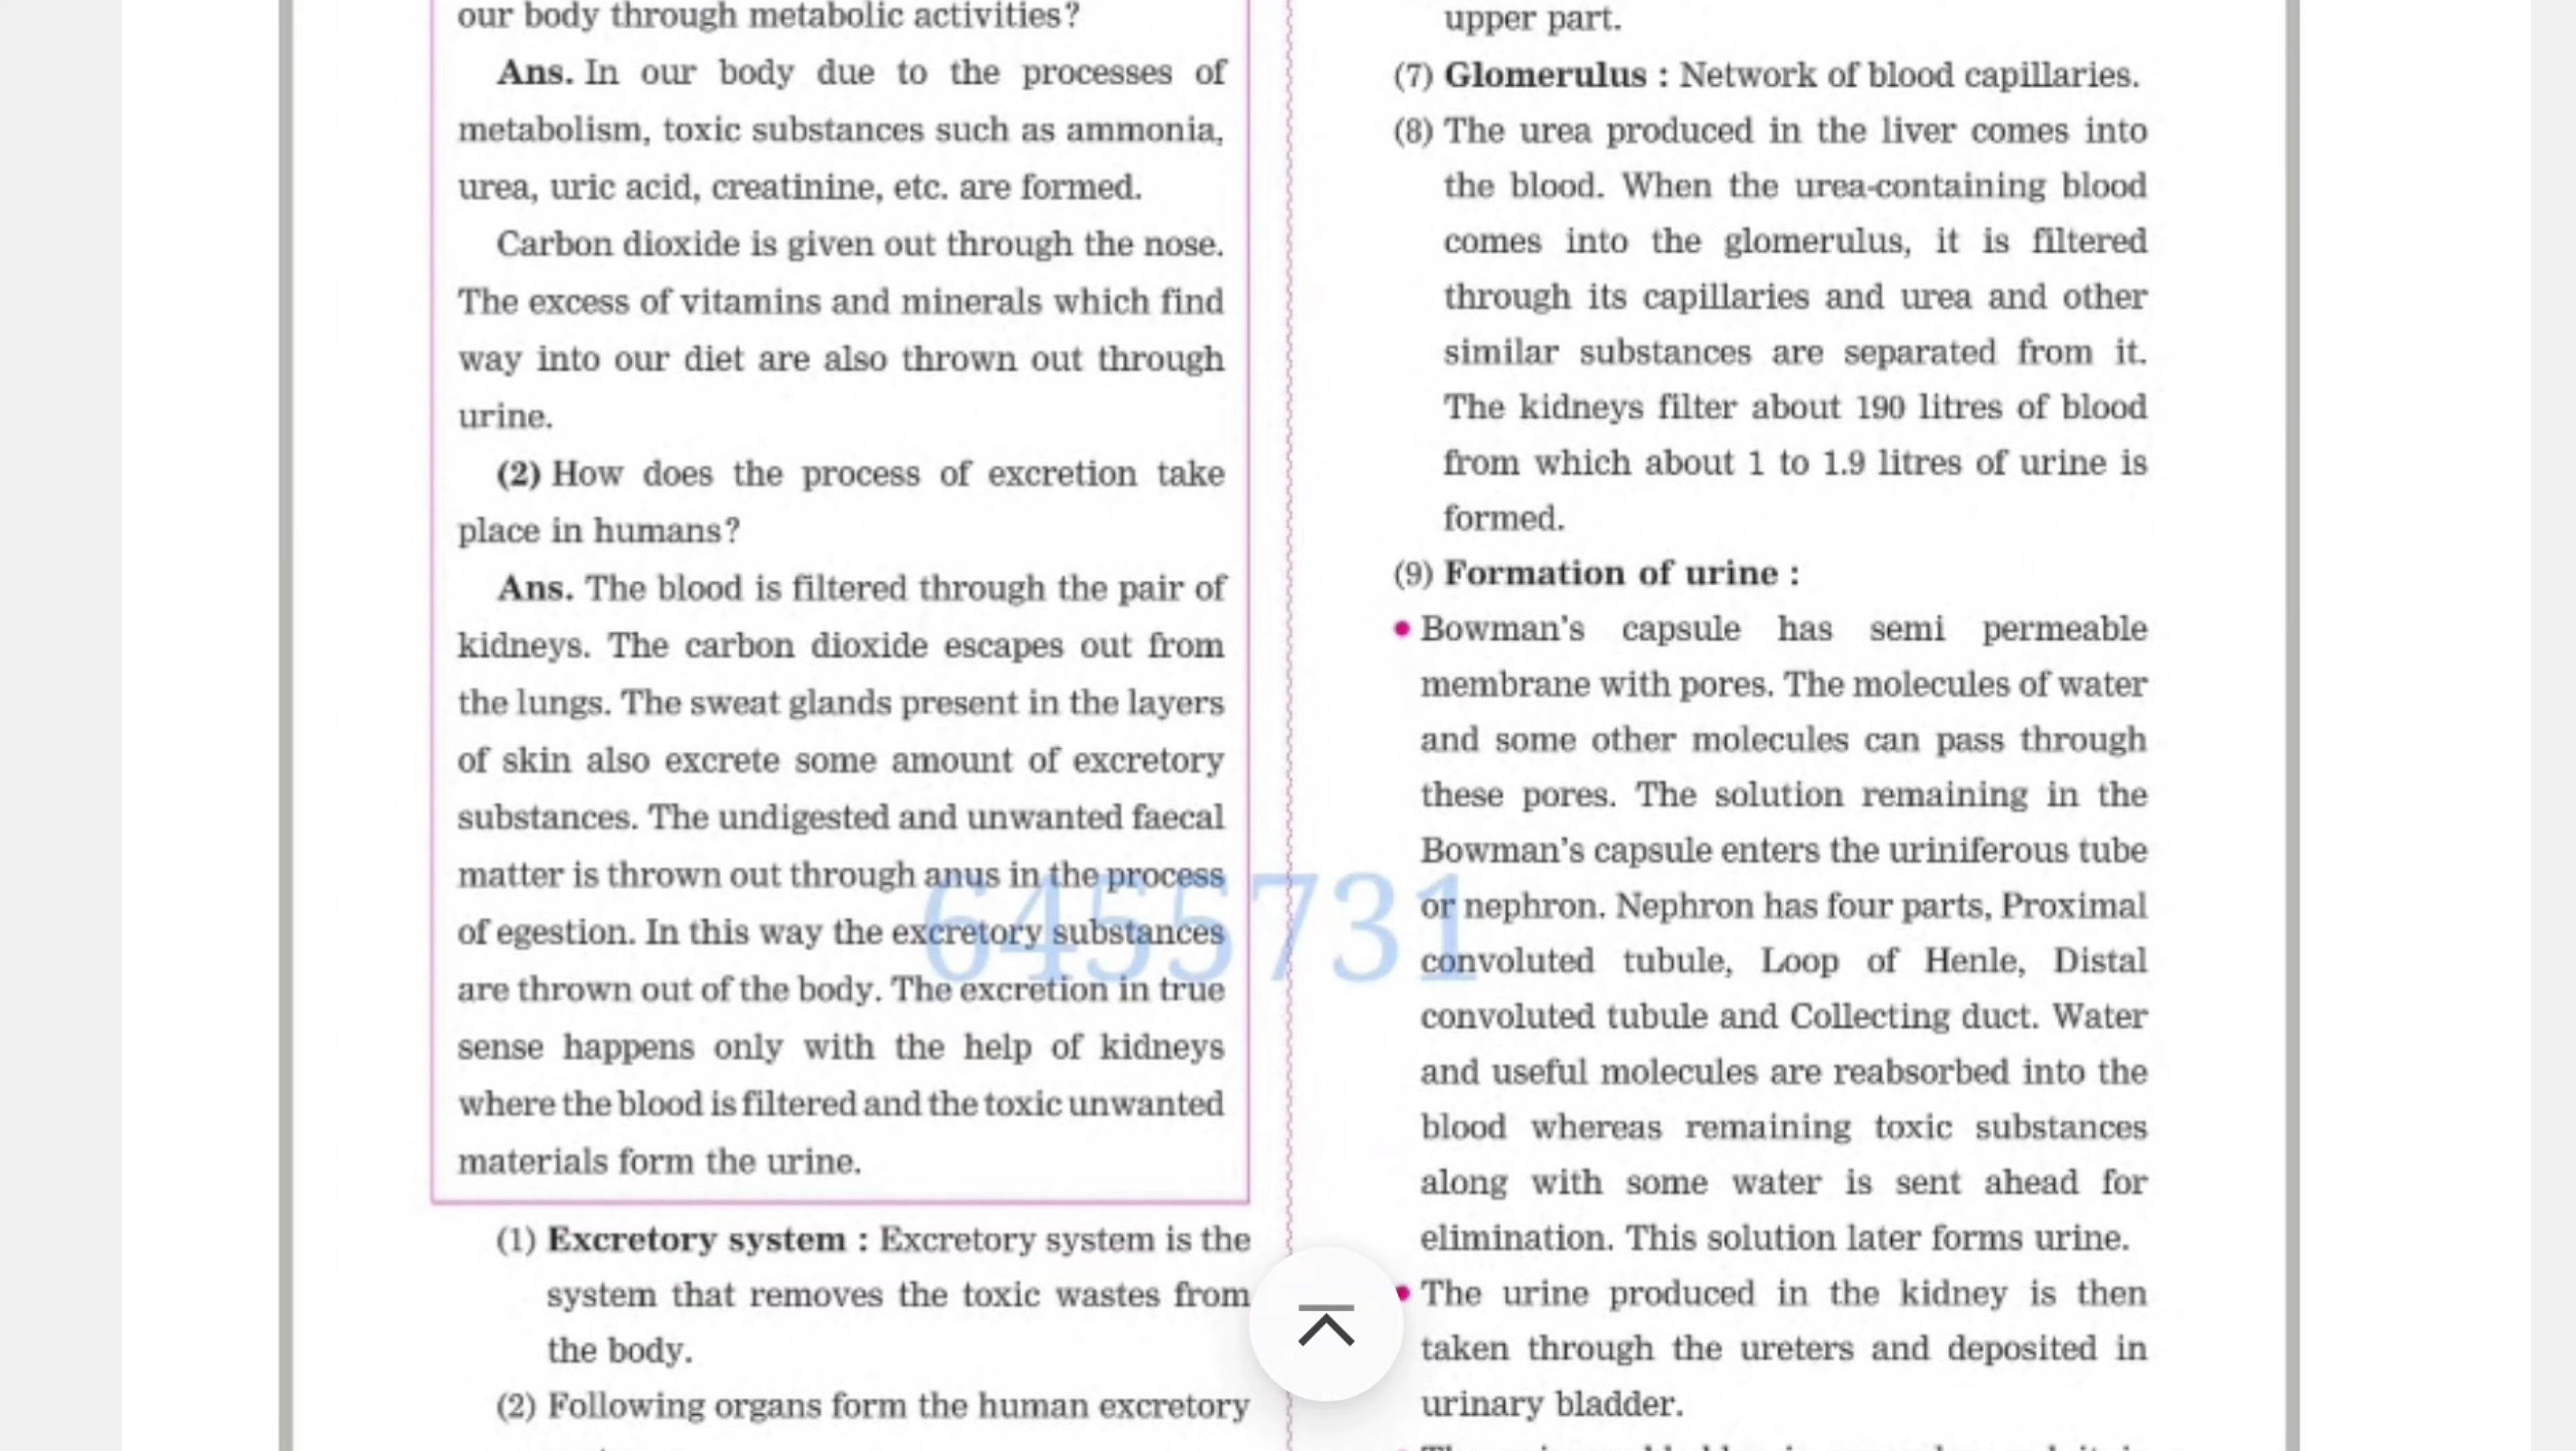 our body through metabolic activities?
Ans. In our body due to the processes of
metabolism, toxic substances such as ammonia,
urea, uric acid, creatinine, etc. are formed.
Carbon dioxide is given out through the nose.
The excess of vitamins and minerals which find
way into our diet are also thrown out through
urine.
(2) How does the process of excretion take
place in humans?
Ans. The blood is filtered through the pair of
kidneys. The carbon dioxide escapes out from
the lungs. The sweat glands present in the layers
of skin also excrete some amount of excretory
substances. The undigested and unwanted faecal
matter is thrown out through anus in the process
of egestion. In this way the excretory substances
are thrown out of the body. The excretion in true
sense happens only with the help of kidneys
where the blood is filtered and the toxic unwanted
materials form the urine.
(1) Excretory system : Excretory system is the
system that removes the toxic wastes from
the body.
(2) Following organs form the human excretory
upper part.
(7) Glomerulus : Network of blood capillaries.
(8) The urea produced in the liver comes into
the blood. When the urea-containing blood
comes into the glomerulus, it is filtered
through its capillaries and urea and other
similar substances are separated from it.
The kidneys filter about 190 litres of blood
from which about 1 to 1.9 litres of urine is
formed.
(9) Formation of urine :
• Bowman's capsule has semi permeable
membrane with pores. The molecules of water
and some other molecules can pass through
these pores. The solution remaining in the
Bowman's capsule enters the uriniferous tube
or nephron. Nephron has four parts, Proximal
convoluted tubule, Loop of Henle, Distal
convoluted tubule and Collecting duct. Water
and useful molecules are reabsorbed into the
blood whereas remaining toxic substances
along with some water is sent ahead for
elimination. This solution later forms urine.
• The urine produced in the kidney is then
taken through the ureters and deposited in
urinary bladder.
6455731